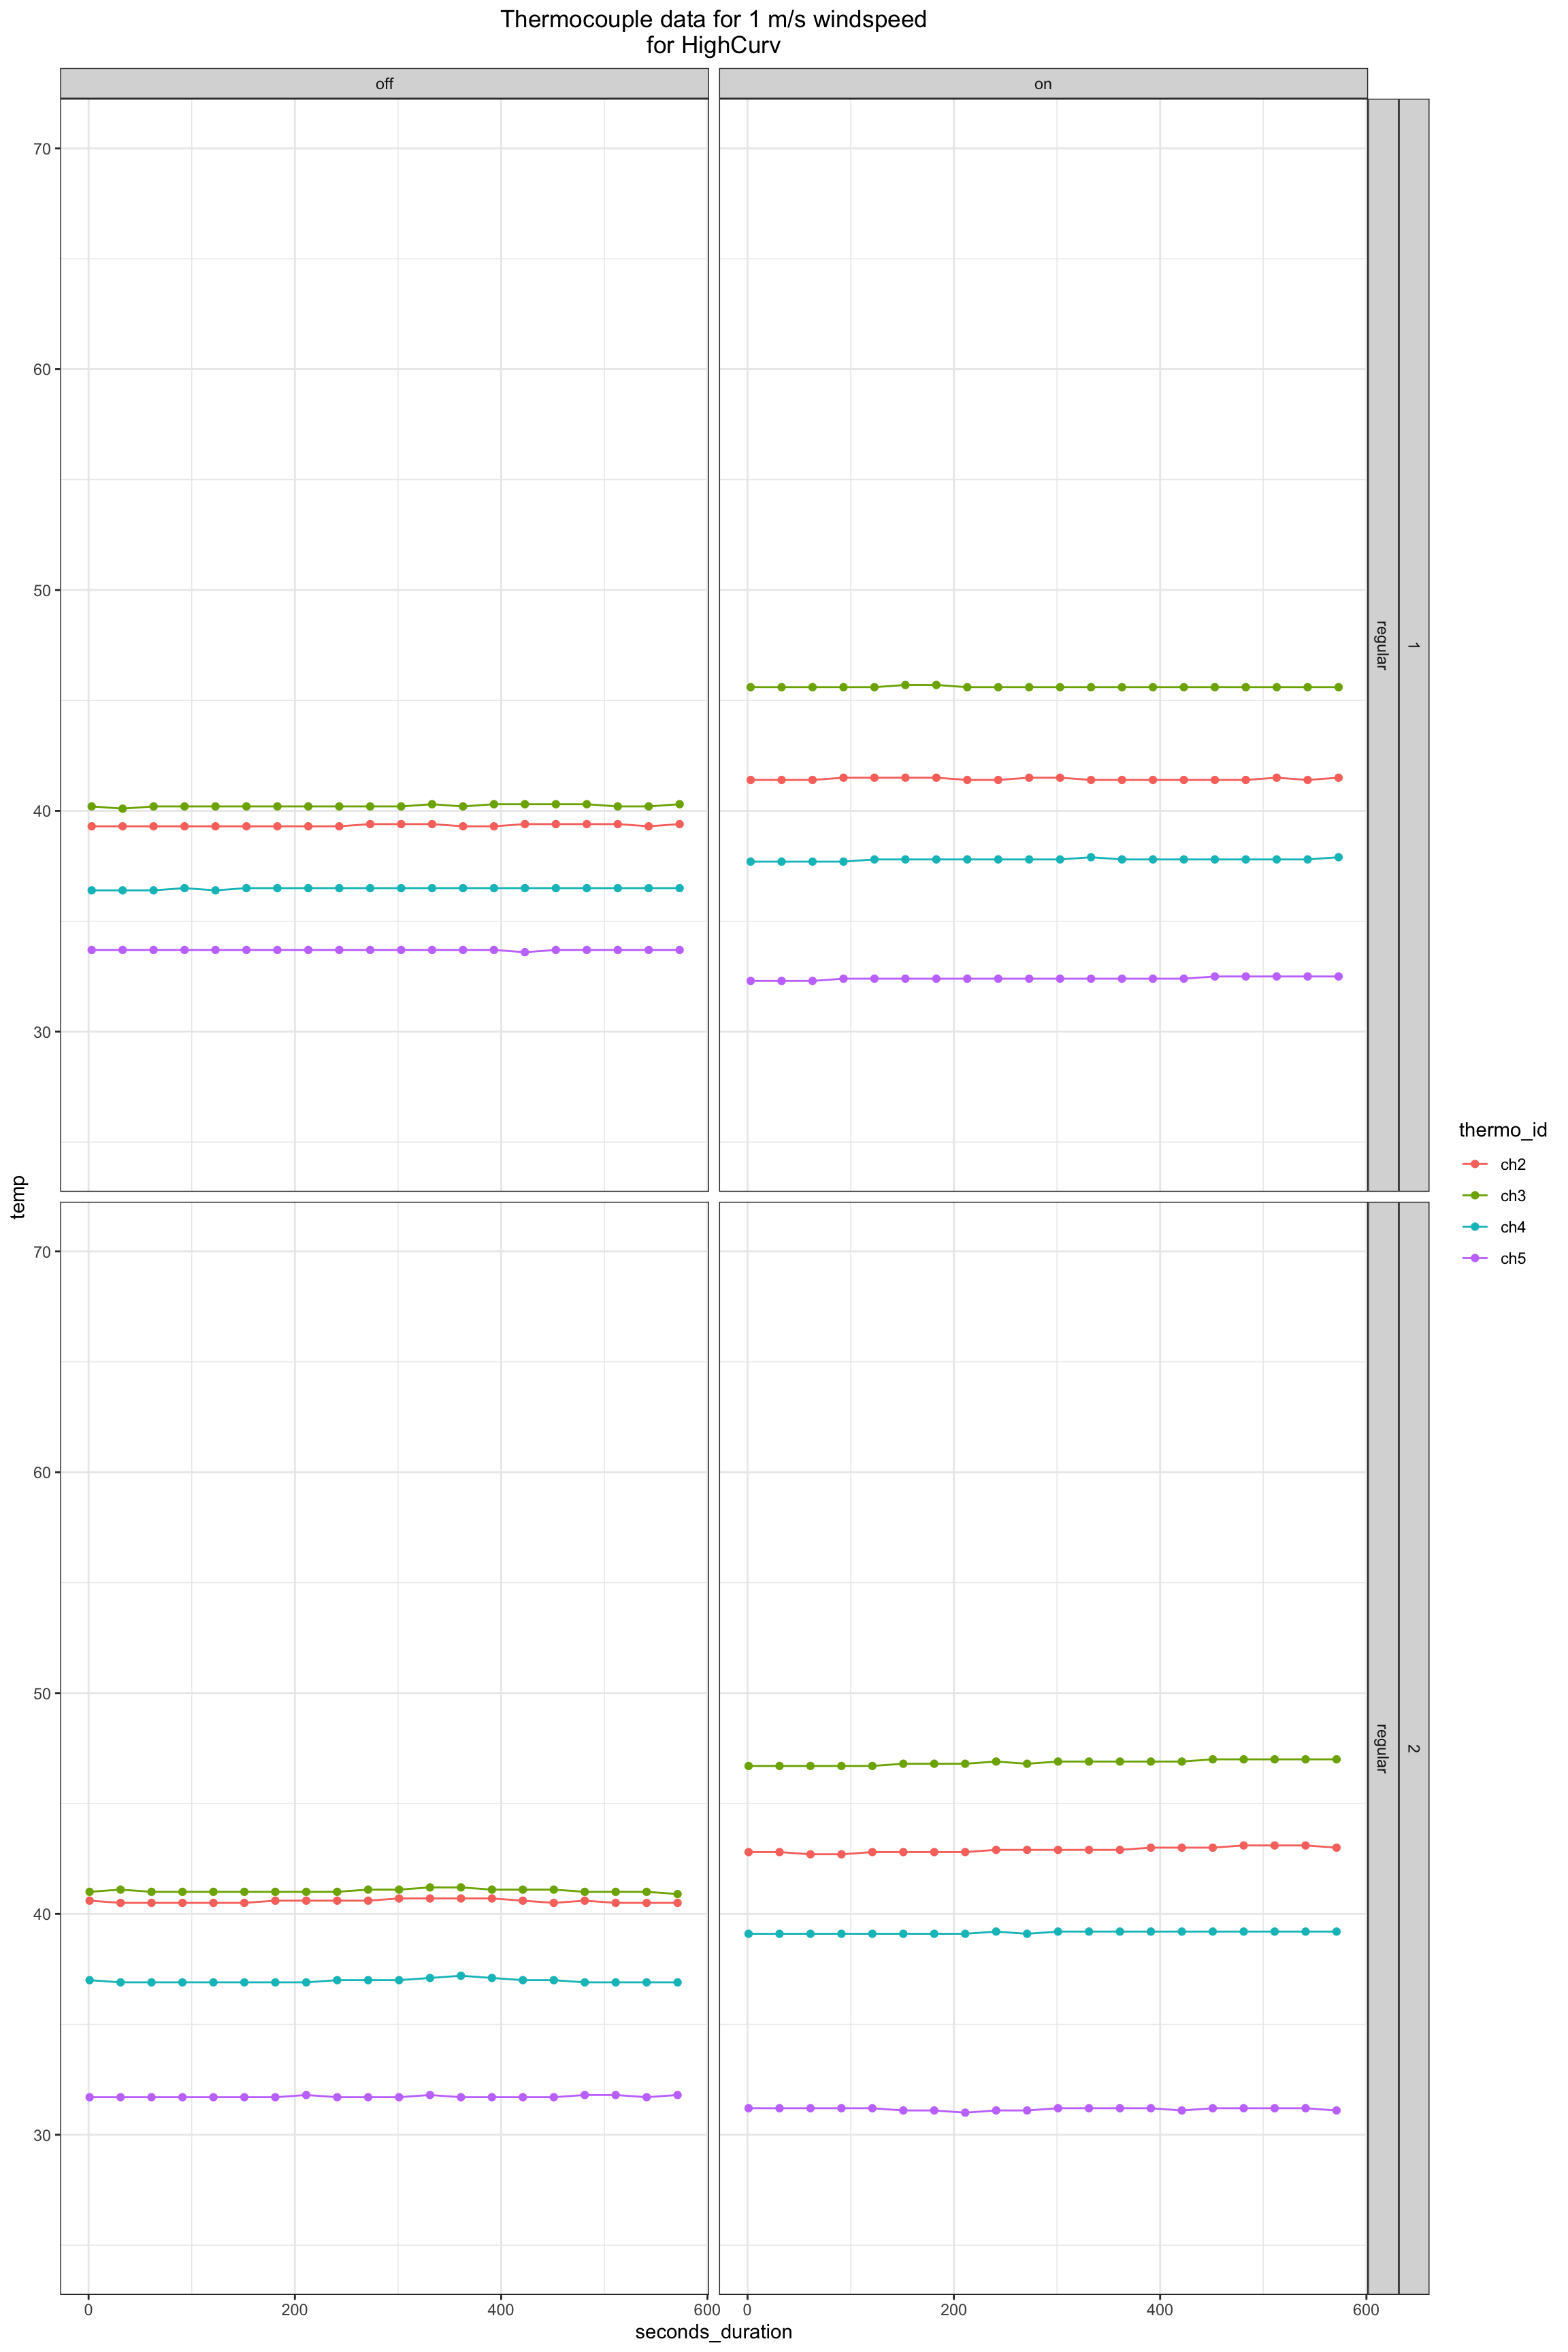 Thermocouple data for 1 m/s windspeed
for HighCurv
off
on
70
60
50
40
30
regular
1
temp
70
60
50
40
30
regular
2
0
200
400
600
0
200
400
600
seconds_duration
thermo_id
ch2
ch3
ch4
ch5